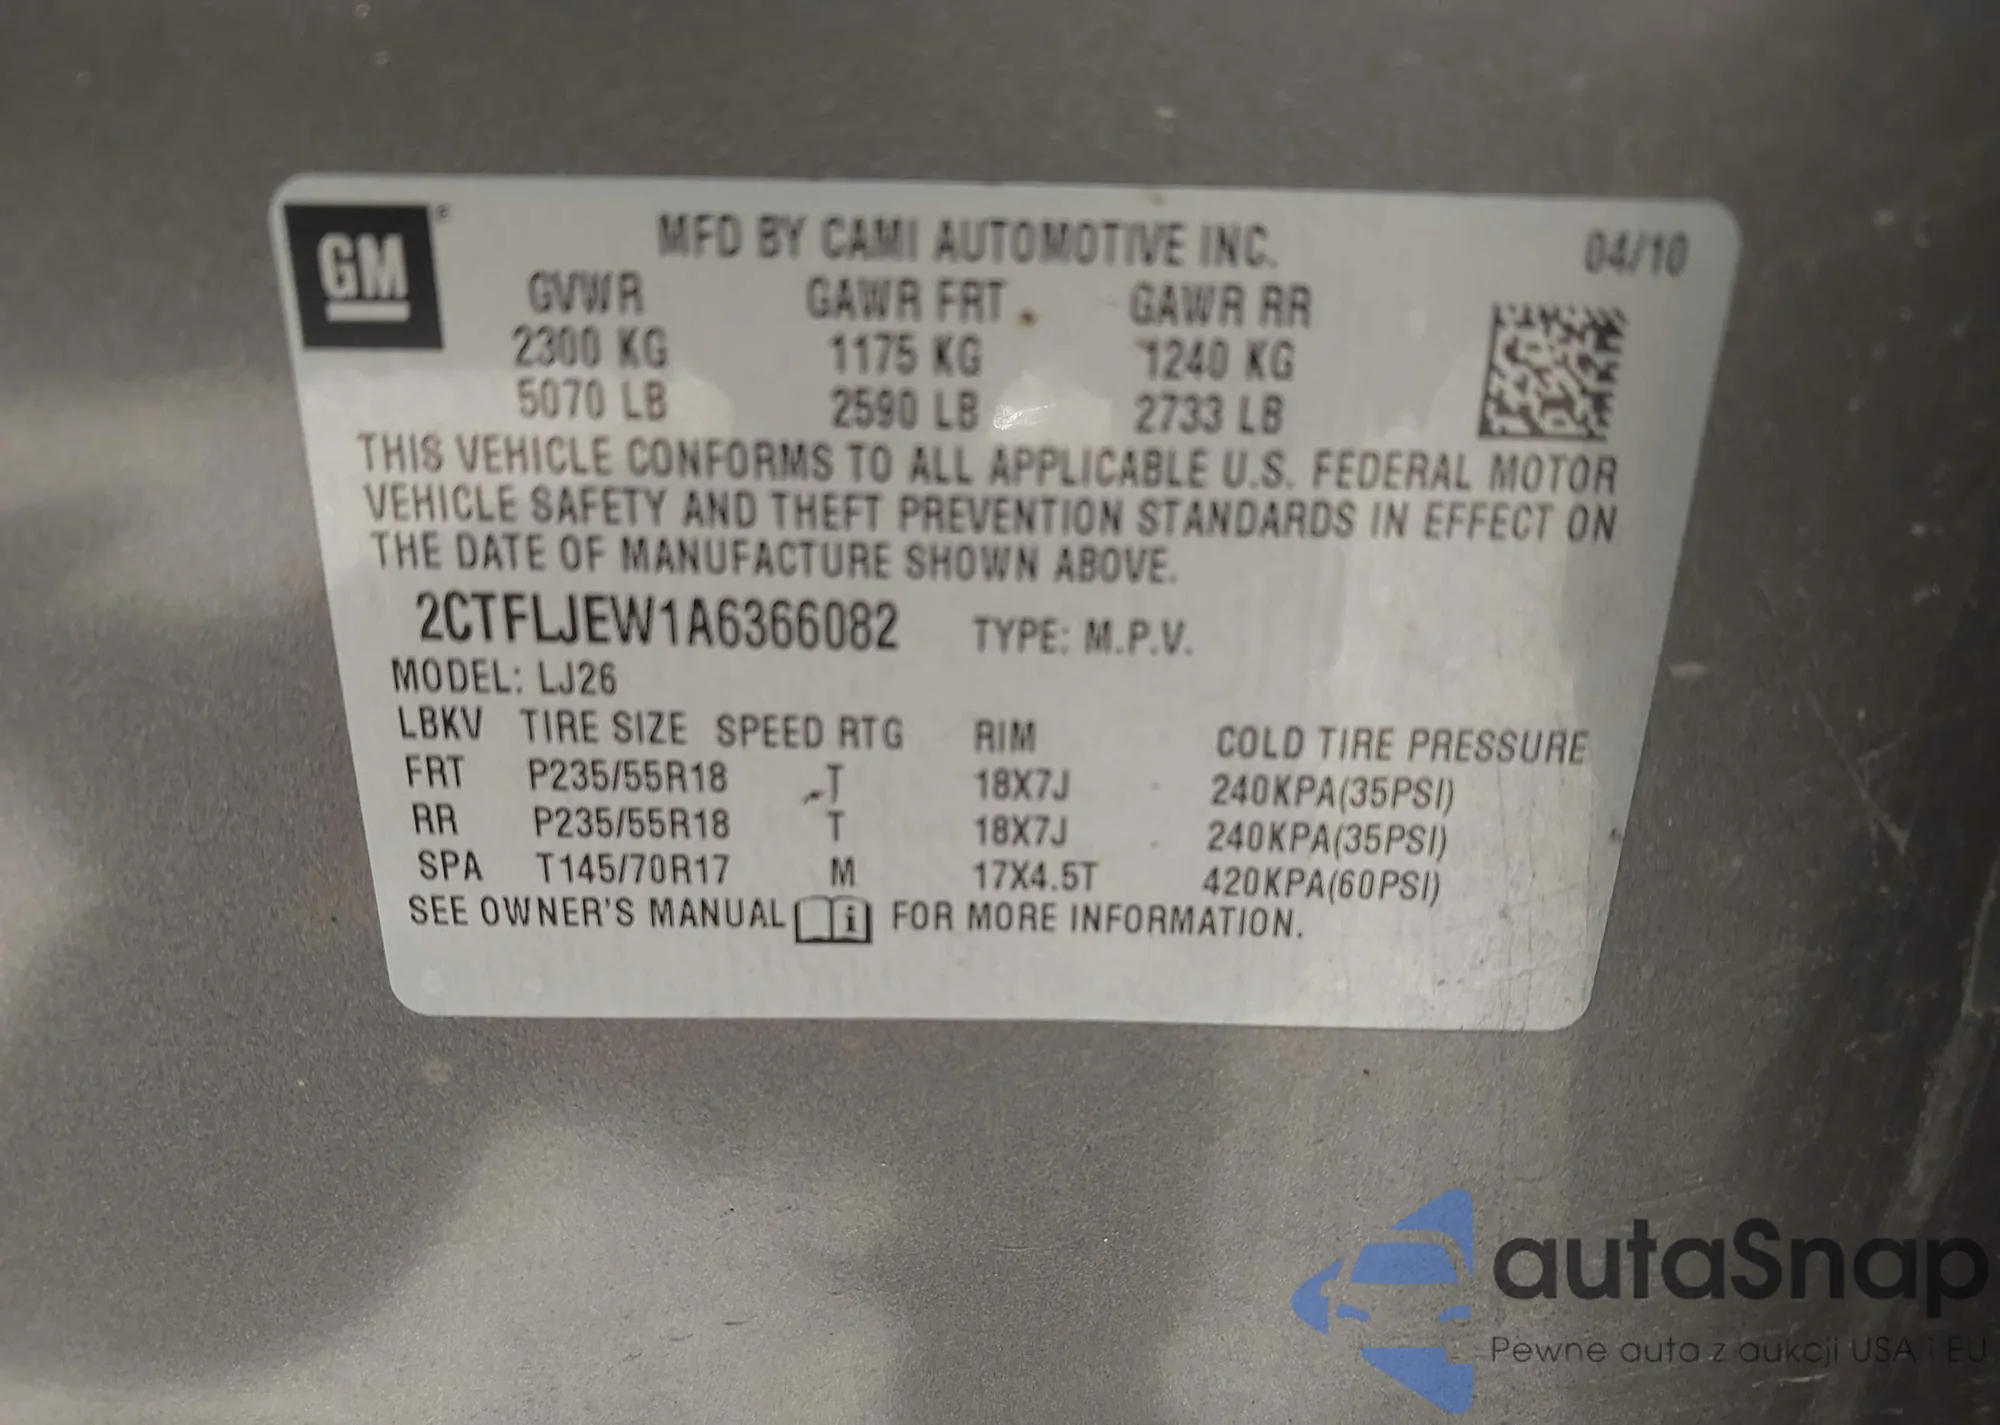 GM
MFD BY CAMI AUTOMOTIVE INC. 04/10
GVWR GAWR FRT GAWR RR
2300 KG 1175 KG 1240 KG
5070 LB 2590 LB 2733 LB
THIS VEHICLE CONFORMS TO ALL APPLICABLE U.S. FEDERAL MOTOR
VEHICLE SAFETY AND THEFT PREVENTION STANDARDS IN EFFECT ON
THE DATE OF MANUFACTURE SHOWN ABOVE.
2CTFLJEW1A6366082 TYPE: M.P.V.
MODEL: LJ26
LBKV TIRE SIZE SPEED RTG RIM COLD TIRE PRESSURE
FRT P235/55R18 T 18X7J 240KPA(35PSI)
RR P235/55R18 T 18X7J 240KPA(35PSI)
SPA T145/70R17 M 17X4.5T 420KPA(60PSI)
SEE OWNER'S MANUAL i FOR MORE INFORMATION.
autaSnap
Pewne auta z aukcji USA i EU